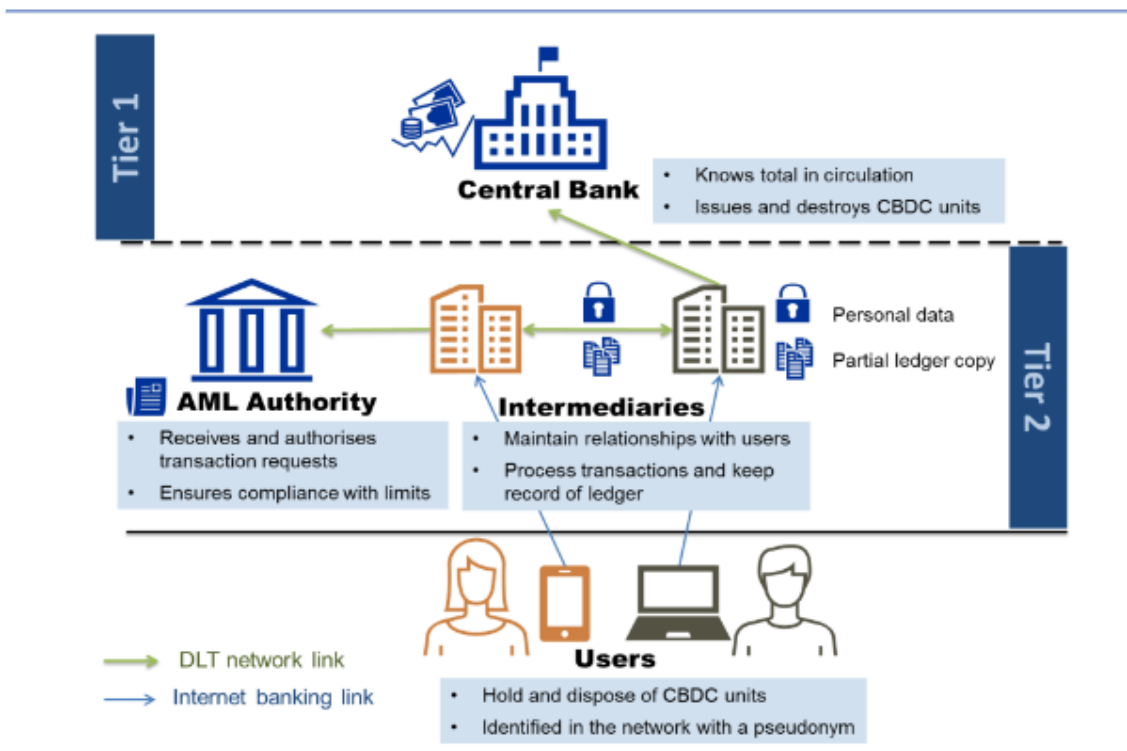 Tier 1
Central Bank
• Knows total in circulation
• Issues and destroys CBDC units
Tier 2
Personal data
Partial ledger copy
AML Authority
• Receives and authorises
transaction requests
• Ensures compliance with limits
Intermediaries
• Maintain relationships with users
• Process transactions and keep
record of ledger
Users
• Hold and dispose of CBDC units
• Identified in the network with a pseudonym
DLT network link
Internet banking link